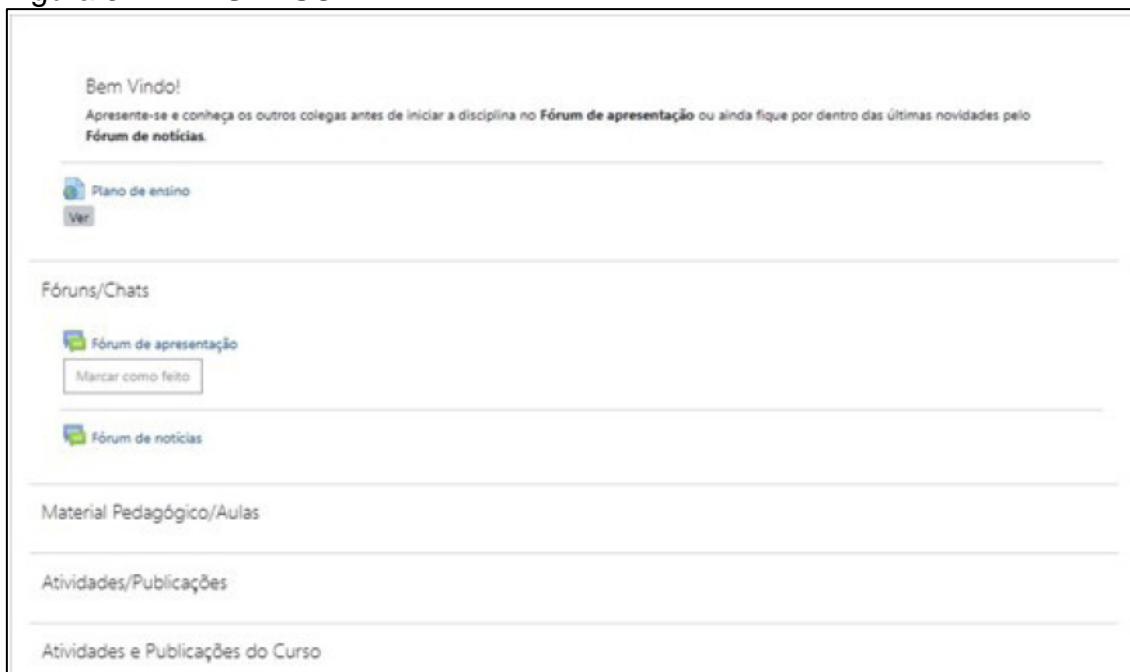 Bem Vindo!
Apresente-se e conheça os outros colegas antes de iniciar a disciplina no Fórum de apresentação ou ainda fique por dentro das últimas novidades pelo
Fórum de notícias.
Plano de ensino
Ver
Fóruns/Chats
Fórum de apresentação
Marcar como feito
Fórum de notícias
Material Pedagógico/Aulas
Atividades/Publicações
Atividades e Publicações do Curso